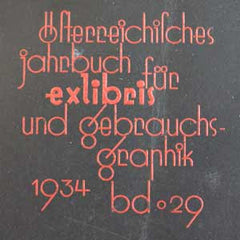 Österreichisches
jahrbuch für
exlibris
und gebrauchs-
graphik
1934 bd. 29